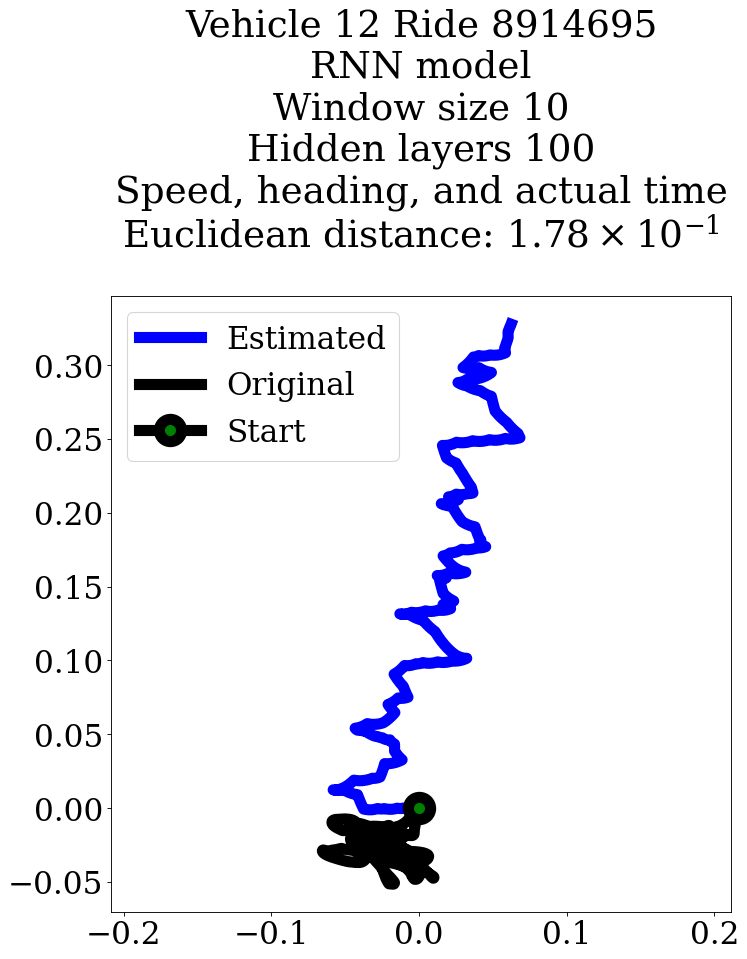 Vehicle 12 Ride 8914695
RNN model
Window size 10
Hidden layers 100
Speed, heading, and actual time
Euclidean distance: 1.78 × 10⁻¹
Estimated
Original
Start
0.30
0.25
0.20
0.15
0.10
0.05
0.00
−0.05
−0.2
−0.1
0.0
0.1
0.2